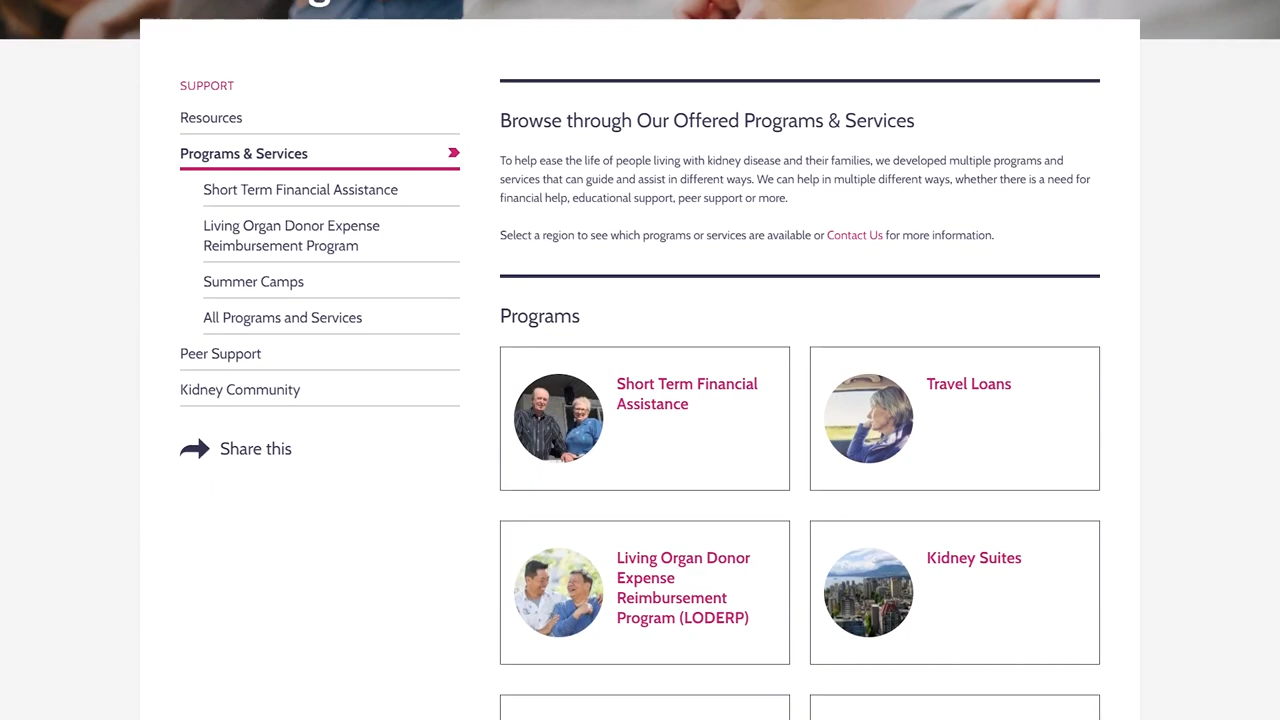 SUPPORT
Resources
Programs & Services
Short Term Financial Assistance
Living Organ Donor Expense
Reimbursement Program
Summer Camps
All Programs and Services
Peer Support
Kidney Community
Share this
Browse through Our Offered Programs & Services
To help ease the life of people living with kidney disease and their families, we developed multiple programs and
services that can guide and assist in different ways. We can help in multiple different ways, whether there is a need for
financial help, educational support, peer support or more.
Select a region to see which programs or services are available or Contact Us for more information.
Programs
Short Term Financial
Assistance
Travel Loans
Living Organ Donor
Expense
Reimbursement
Program (LODERP)
Kidney Suites